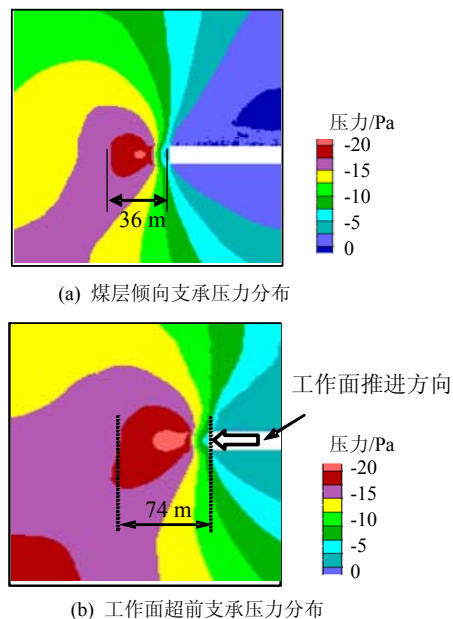 压力/Pa
-20
-15
-10
-5
0
36 m
(a) 煤层倾向支承压力分布
工作面推进方向
压力/Pa
-20
-15
-10
-5
0
74 m
(b) 工作面超前支承压力分布